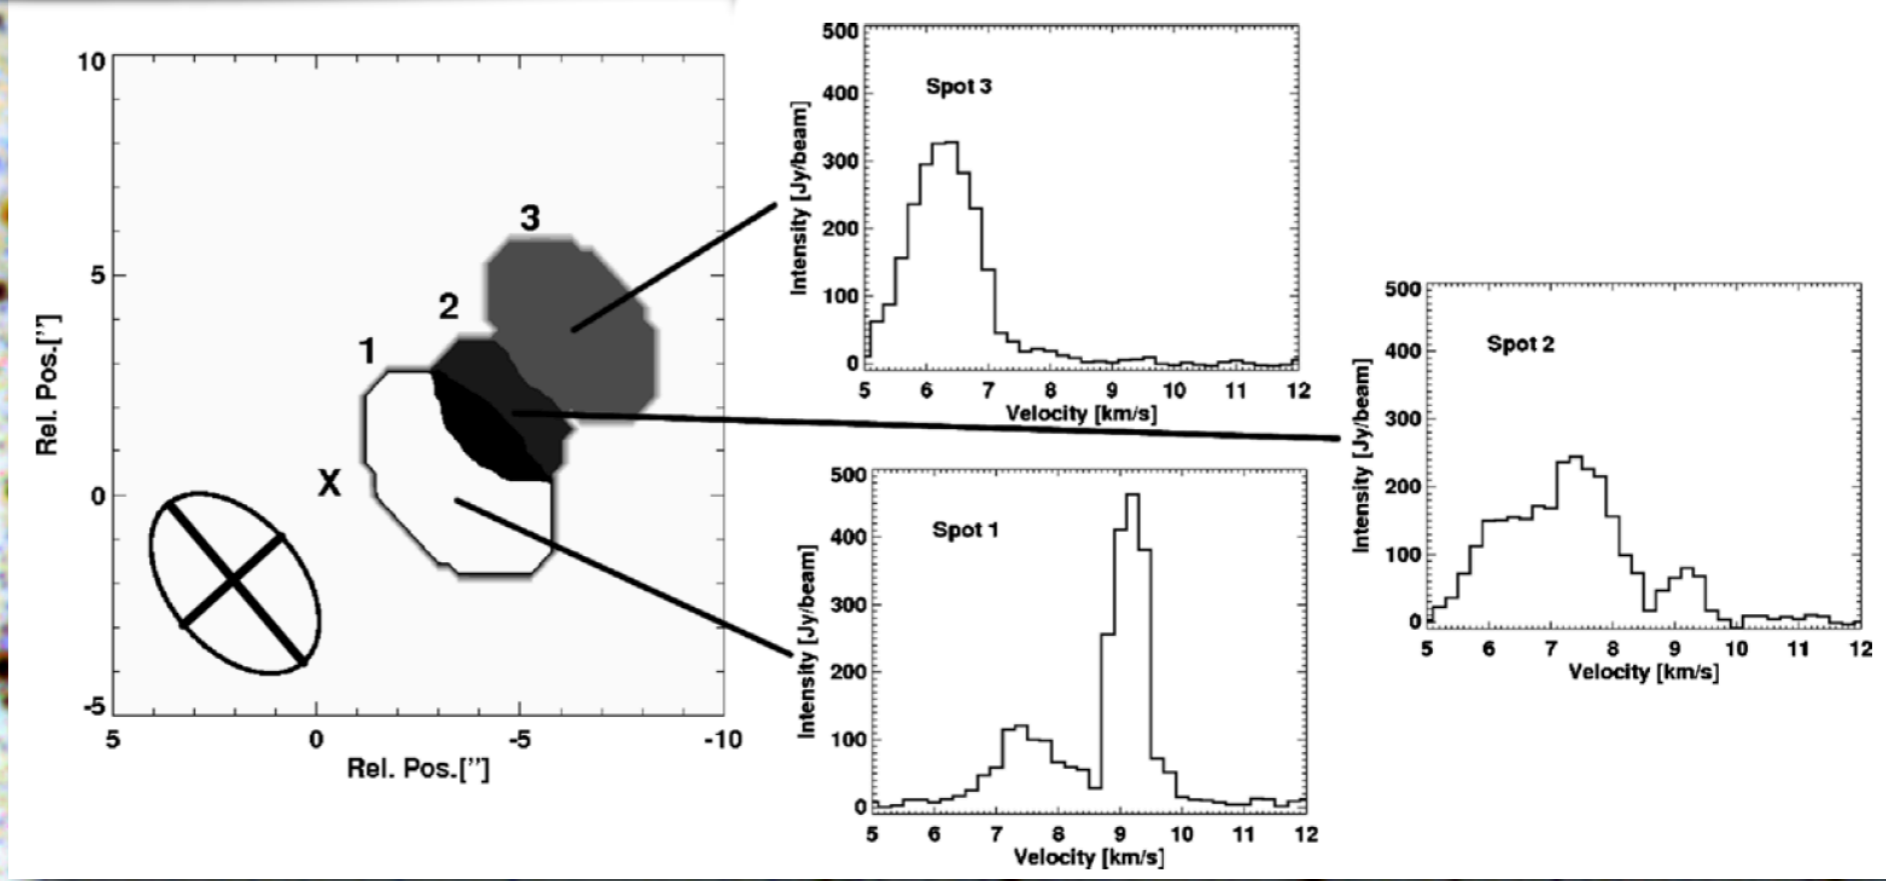 10
5
0
-5
5
0
-5
-10
Rel. Pos.["]
Rel. Pos.["]
1
2
3
X
500
400
300
200
100
0
5 6 7 8 9 10 11 12
Intensity [Jy/beam]
Velocity [km/s]
Spot 3
500
400
300
200
100
0
5 6 7 8 9 10 11 12
Intensity [Jy/beam]
Velocity [km/s]
Spot 1
500
400
300
200
100
0
5 6 7 8 9 10 11 12
Intensity [Jy/beam]
Velocity [km/s]
Spot 2